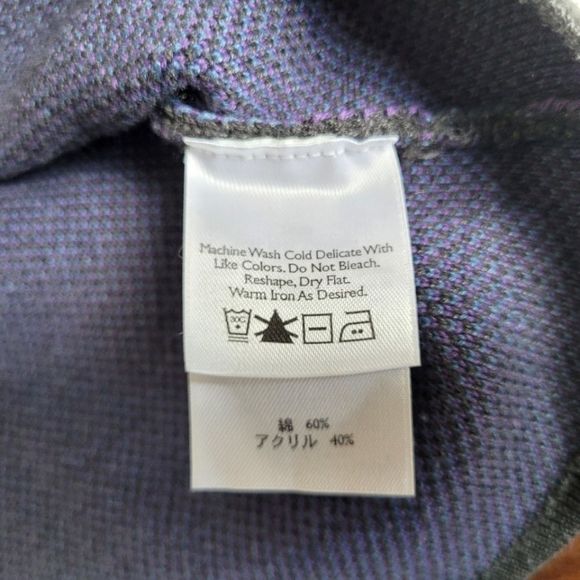 Machine Wash Cold Delicate With
Like Colors. Do Not Bleach.
Reshape, Dry Flat.
Warm Iron As Desired.
30C
綿 60%
アクリル 40%